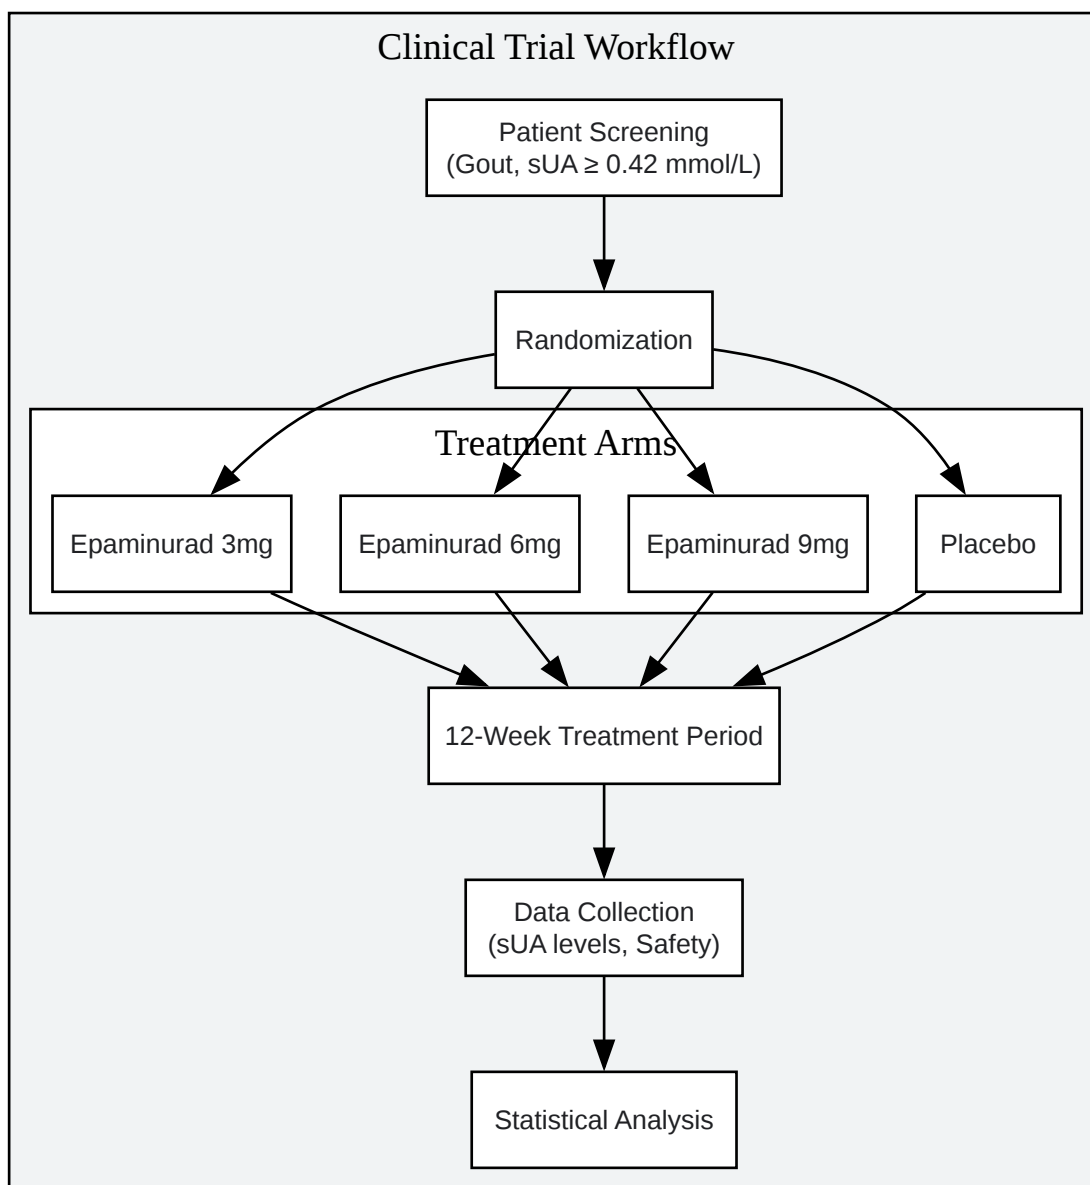 Clinical Trial Workflow
Patient Screening
(Gout, sUA ≥ 0.42 mmol/L)
Randomization
Treatment Arms
Epaminurad 3mg
Epaminurad 6mg
Epaminurad 9mg
Placebo
12-Week Treatment Period
Data Collection
(sUA levels, Safety)
Statistical Analysis